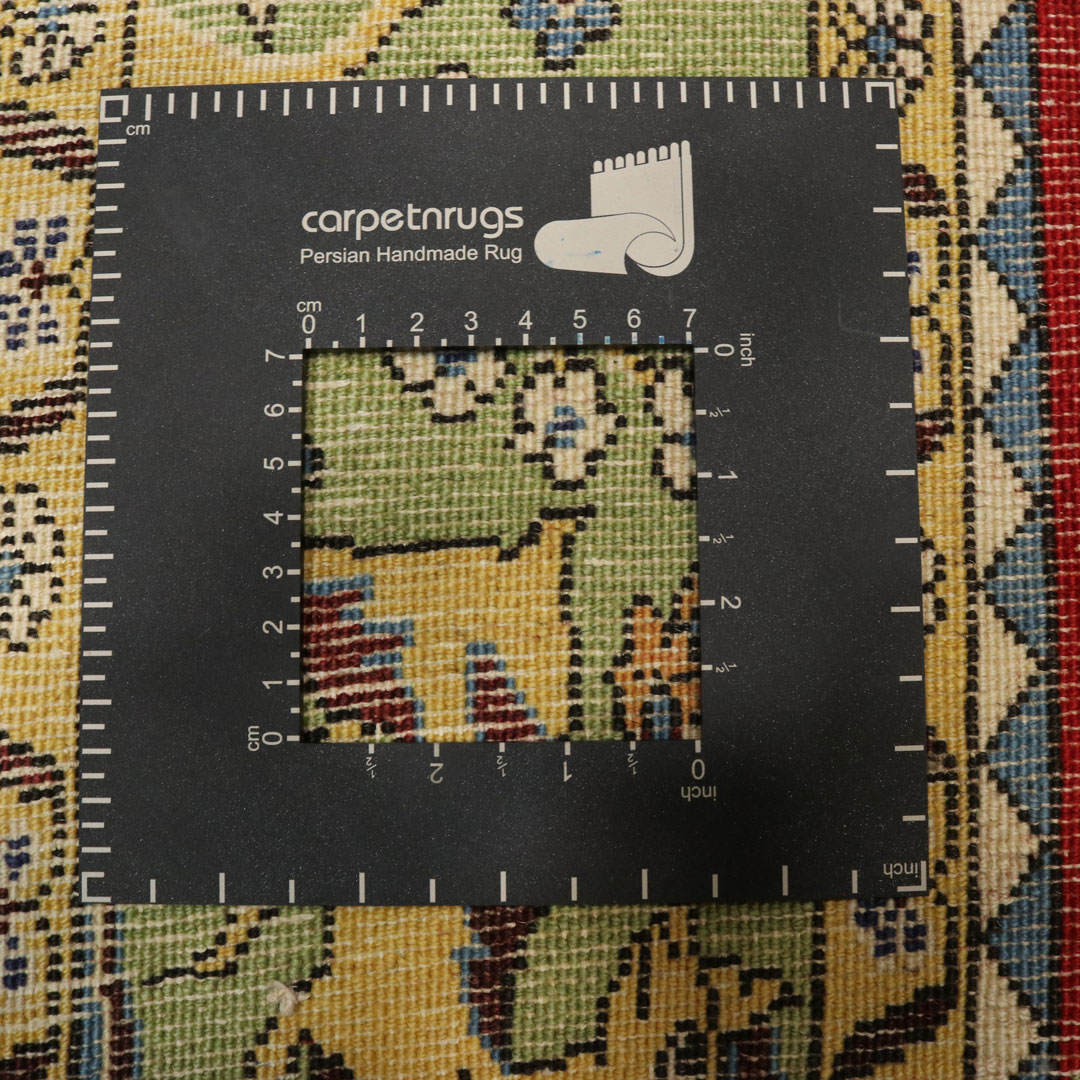 cm
carpetnrugs
Persian Handmade Rug
cm
0 1 2 3 4 5 6 7
7 6 5 4 3 2 1 0
cm
0 ½ 1 ½ 2 ½
inch
½ 2 ½ 1 ½ 0
inch
inch